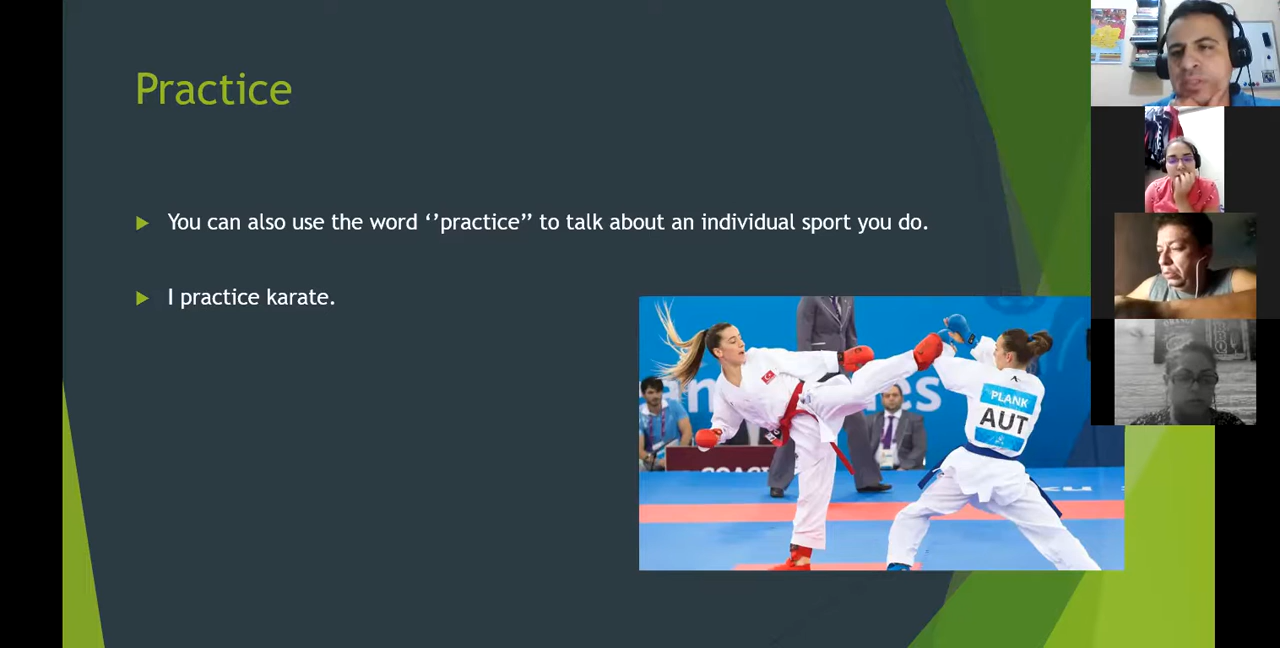 Practice
You can also use the word ‘’practice’’ to talk about an individual sport you do.
I practice karate.
PLANK
AUT
COACH